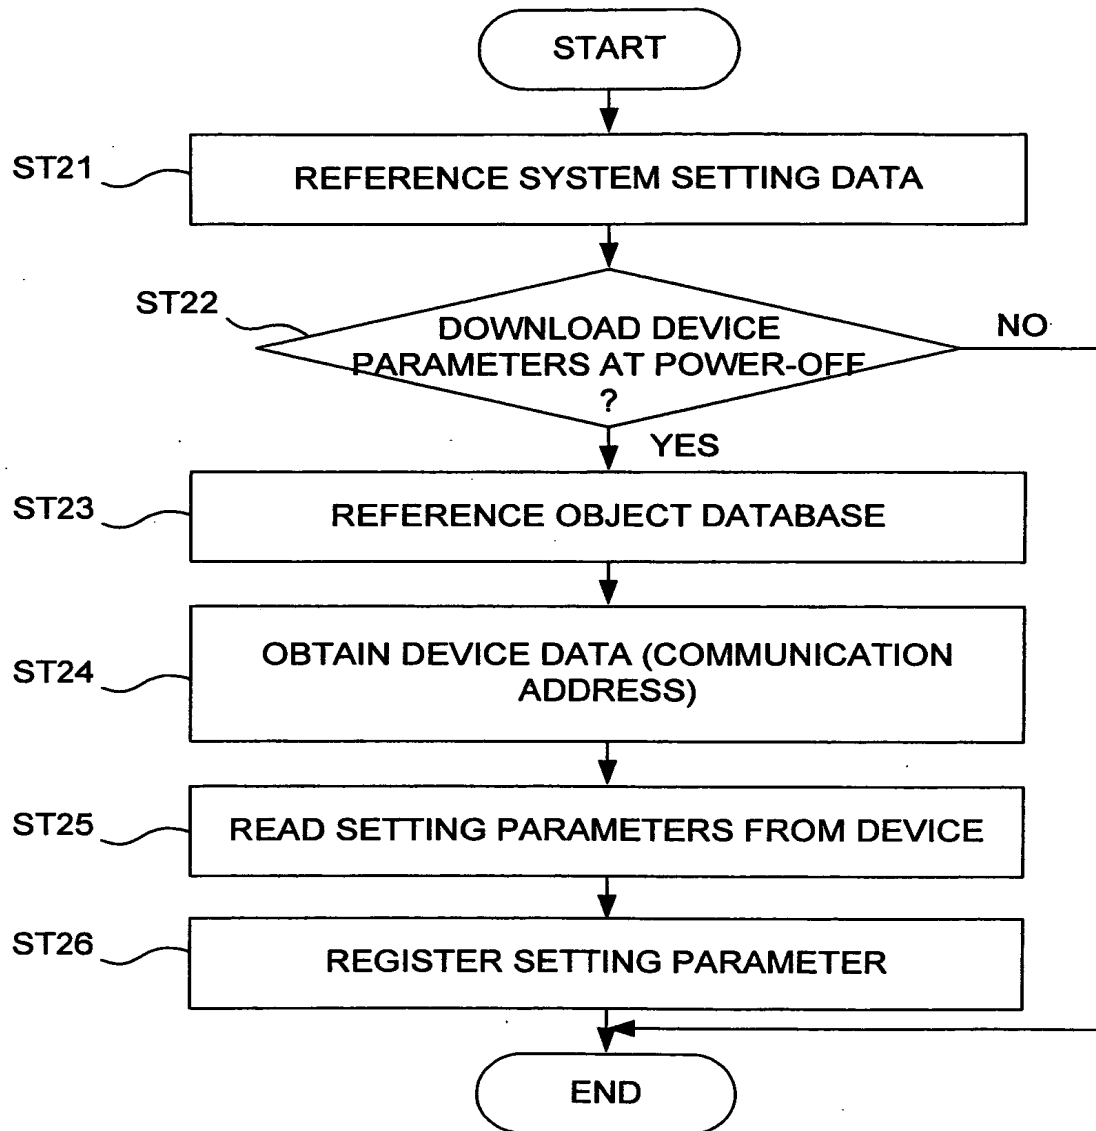 START
ST21
REFERENCE SYSTEM SETTING DATA
ST22
DOWNLOAD DEVICE
PARAMETERS AT POWER-OFF
?
NO
YES
ST23
REFERENCE OBJECT DATABASE
ST24
OBTAIN DEVICE DATA (COMMUNICATION
ADDRESS)
ST25
READ SETTING PARAMETERS FROM DEVICE
ST26
REGISTER SETTING PARAMETER
END